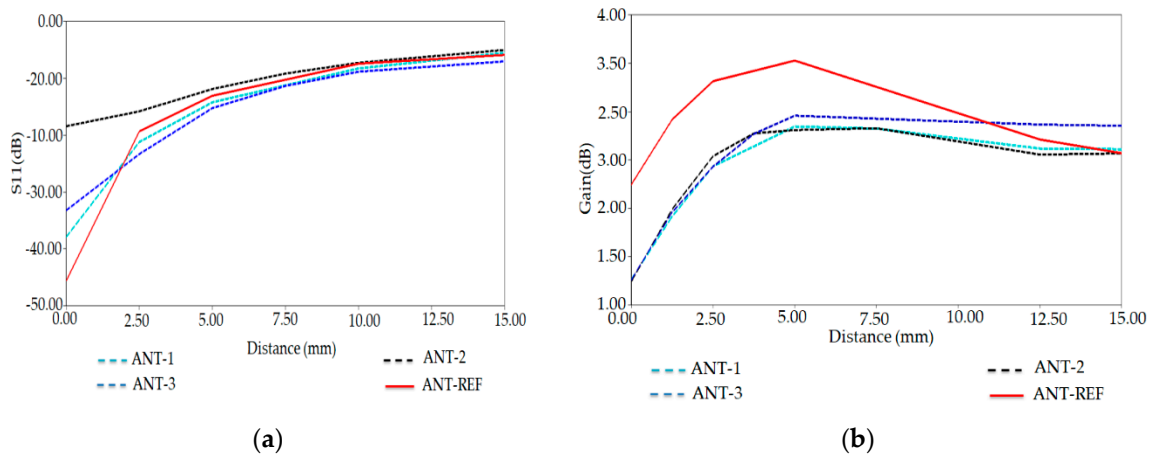 0.00
-20.00
-10.00
-30.00
-40.00
-50.00
S11(dB)
0.00 2.50 5.00 7.50 10.00 12.50 15.00
Distance (mm)
ANT-1 ANT-2
ANT-3 ANT-REF
(a)
4.00
3.50
2.50
3.00
2.00
1.50
1.00
Gain(dB)
0.00 2.50 5.00 7.50 10.00 12.50 15.00
Distance (mm)
ANT-1 ANT-2
ANT-3 ANT-REF
(b)